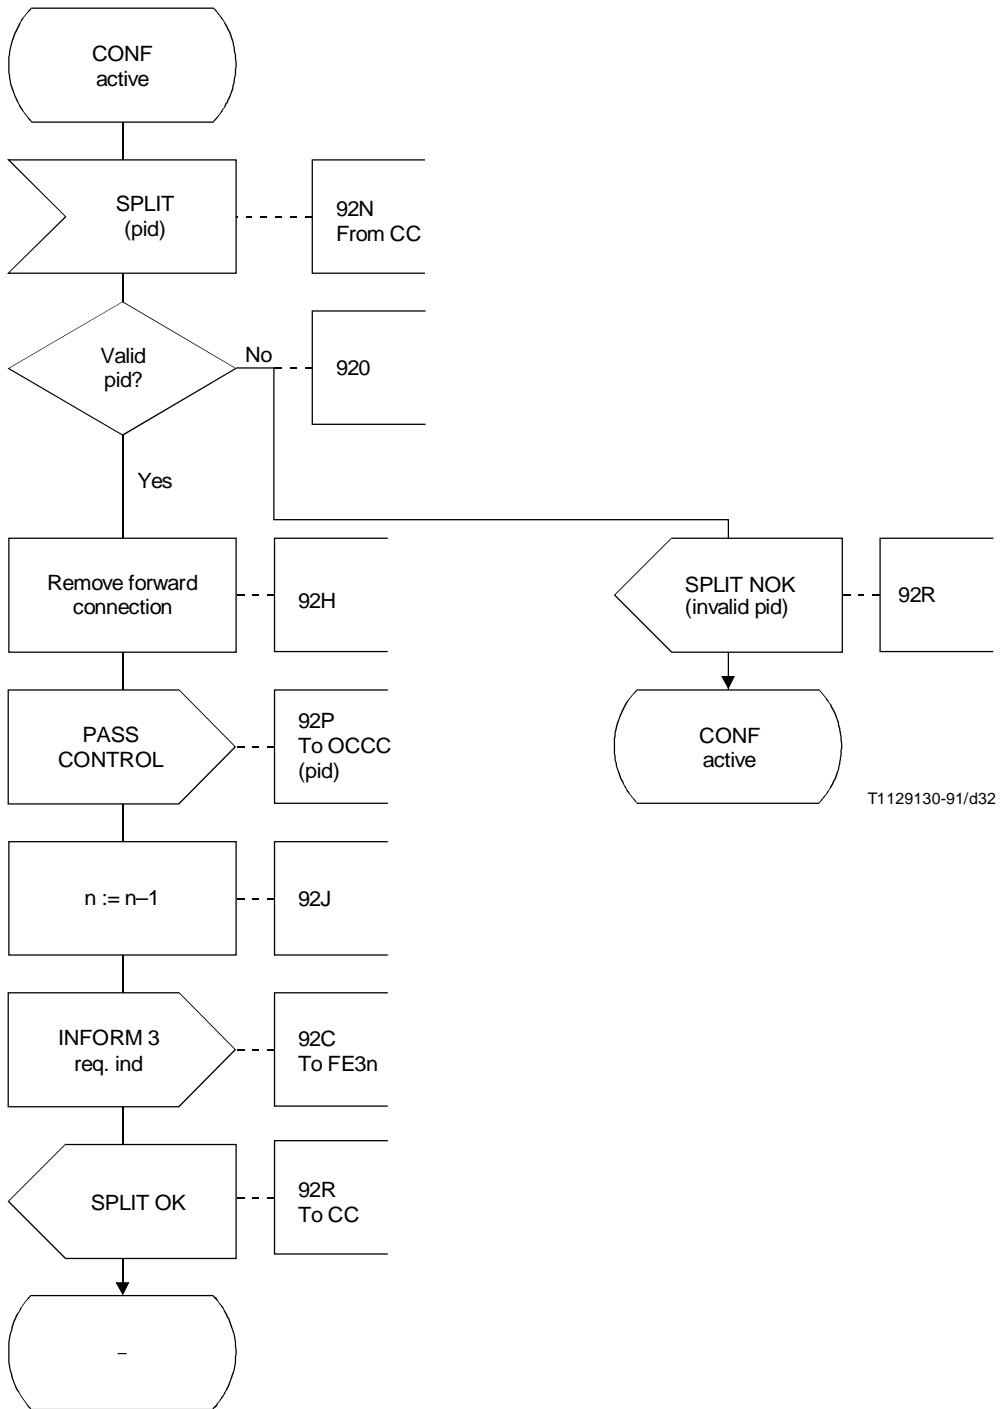 CONF
active
SPLIT
(pid)
92N
From CC
Valid
pid?
No
920
Yes
Remove forward
connection
92H
SPLIT NOK
(invalid pid)
92R
PASS
CONTROL
92P
To OCCC
(pid)
CONF
active
T1129130-91/d32
n := n–1
92J
INFORM 3
req. ind
92C
To FE3n
SPLIT OK
92R
To CC
–